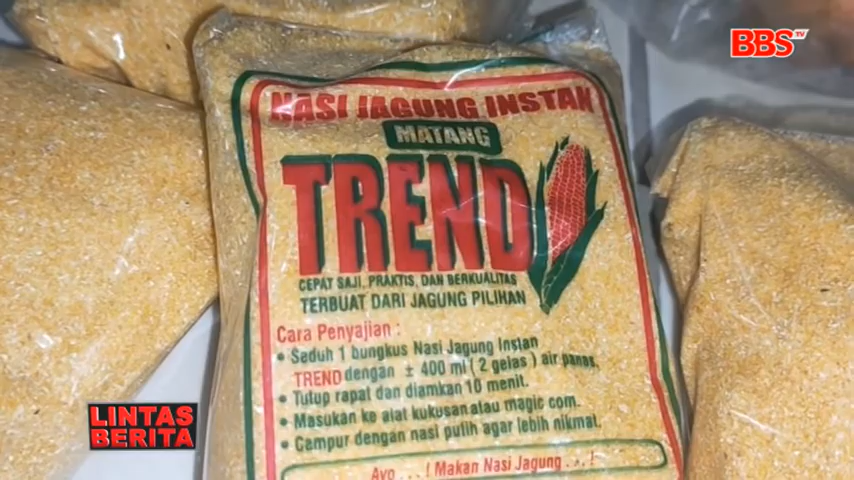 BBS TV
NASI JAGUNG INSTAN
MATANG
TREND
CEPAT SAJI, PRAKTIS, DAN BERKUALITAS
TERBUAT DARI JAGUNG PILIHAN
Cara Penyajian :
• Seduh 1 bungkus Nasi Jagung Instan
TREND dengan ± 400 ml ( 2 gelas ) air panas.
• Tutup rapat dan diamkan 10 menit.
• Masukan ke alat kukusan atau magic com.
• Campur dengan nasi putih agar lebih nikmat.
Ayo . . . ! Makan Nasi Jagung . . . !
LINTAS
BERITA